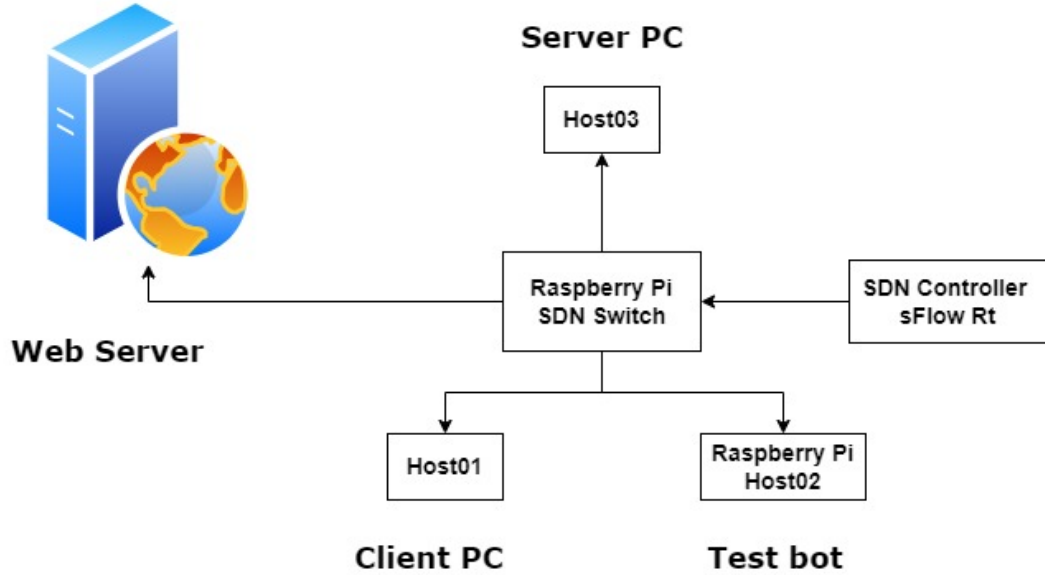 Server PC
Host03
Raspberry Pi
SDN Switch
SDN Controller
sFlow Rt
Web Server
Host01
Raspberry Pi
Host02
Client PC
Test bot